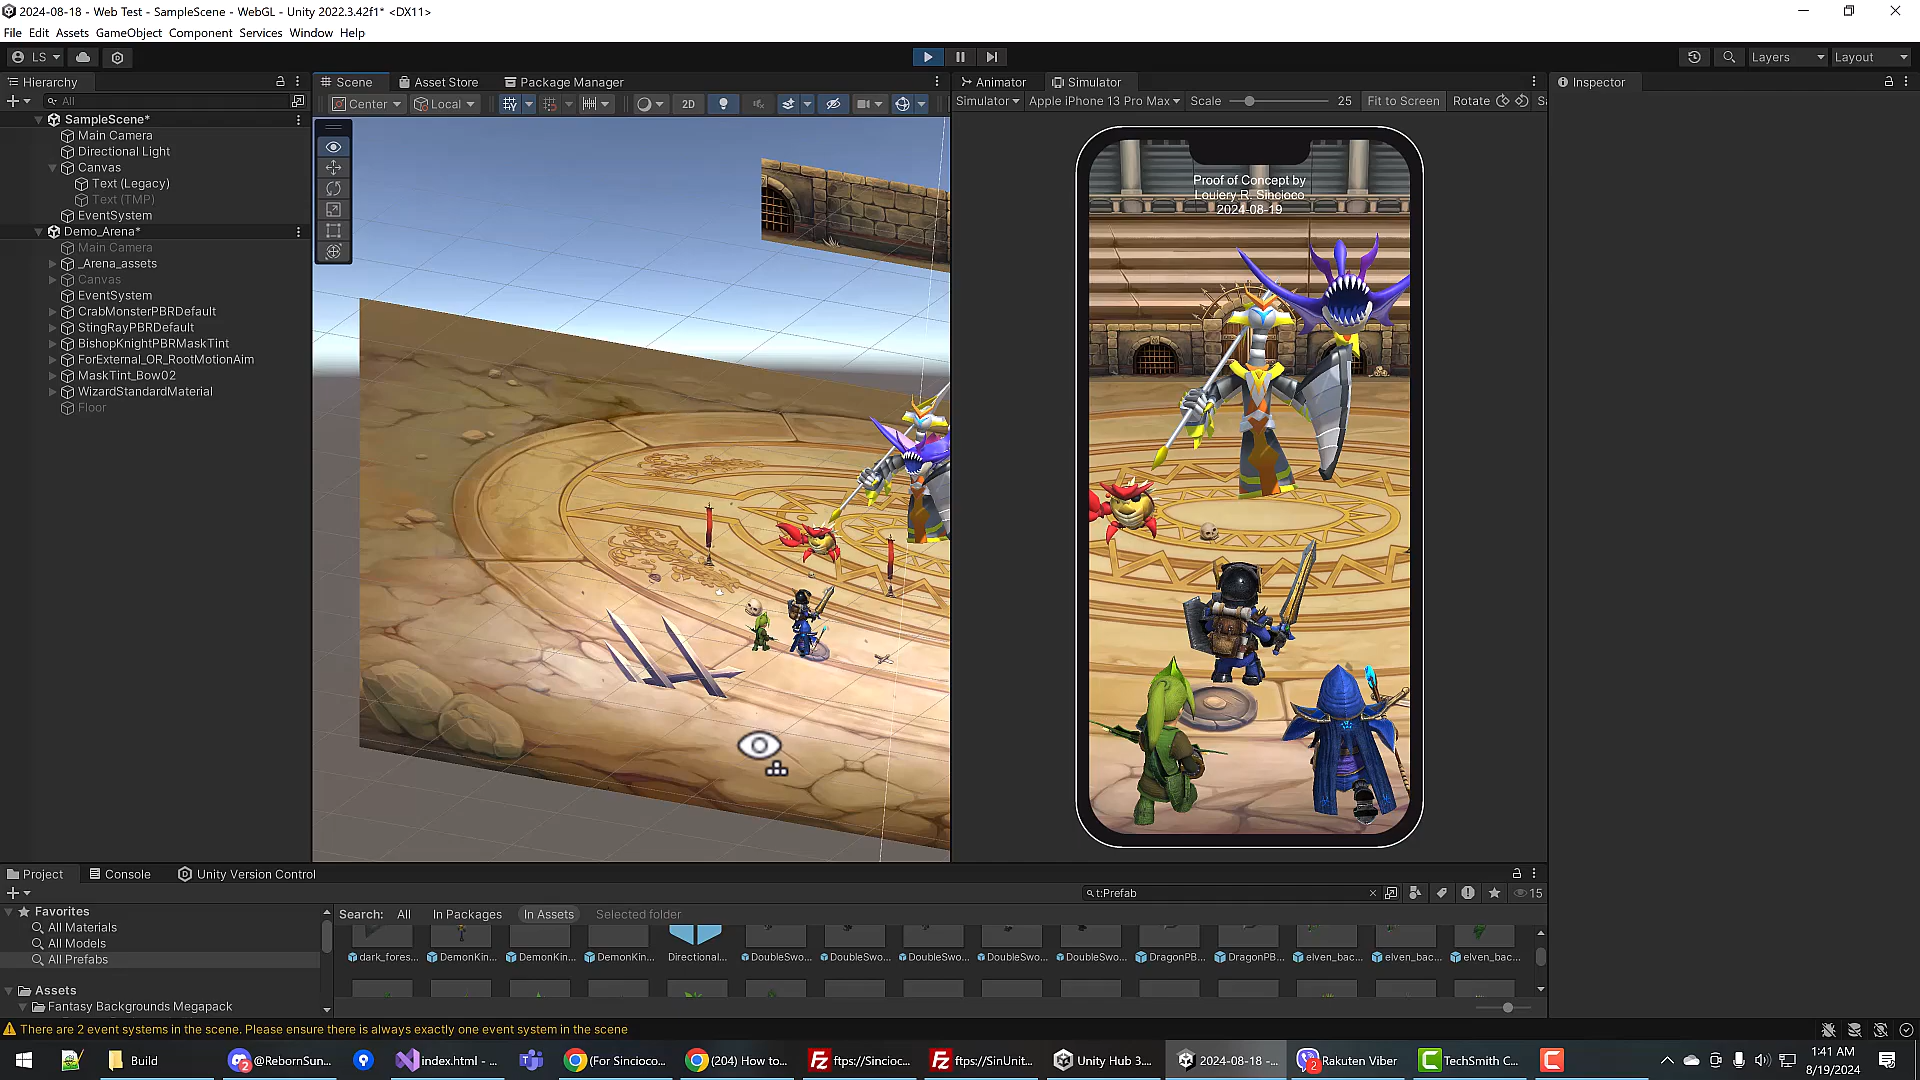 2024-08-18 - Web Test - SampleScene - WebGL - Unity 2022.3.42f1* <DX11>
File Edit Assets GameObject Component Services Window Help
LS
Layers
Layout
Hierarchy
Scene
Asset Store
Package Manager
Animator
Simulator
Inspector
All
Center
Local
2D
Simulator
Apple iPhone 13 Pro Max
Scale
25
Fit to Screen
Rotate
SampleScene*
Main Camera
Directional Light
Canvas
Text (Legacy)
Text (TMP)
EventSystem
Demo_Arena*
Main Camera
_Arena_assets
Canvas
EventSystem
CrabMonsterPBRDefault
StingRayPBRDefault
BishopKnightPBRMaskTint
ForExternal_OR_RootMotionAim
MaskTint_Bow02
WizardStandardMaterial
Floor
Proof of Concept by
Louiery R. Sincioco
2024-08-19
Project
Console
Unity Version Control
t:Prefab
15
Favorites
All Materials
All Models
All Prefabs
Assets
Fantasy Backgrounds Megapack
Search: All In Packages In Assets Selected folder
dark_fores... DemonKin... DemonKin... DemonKin... Directional... DoubleSwo... DoubleSwo... DoubleSwo... DoubleSwo... DoubleSwo... DragonPB... DragonPB... elven_bac... elven_bac... elven_bac...
There are 2 event systems in the scene. Please ensure there is always exactly one event system in the scene
Build
2
@RebornSun...
index.html - ...
(For Sincioco...
(204) How to...
ftps://Sincioc...
ftps://SinUnit...
Unity Hub 3....
2024-08-18 -...
2
Rakuten Viber
TechSmith C...
1:41 AM
8/19/2024